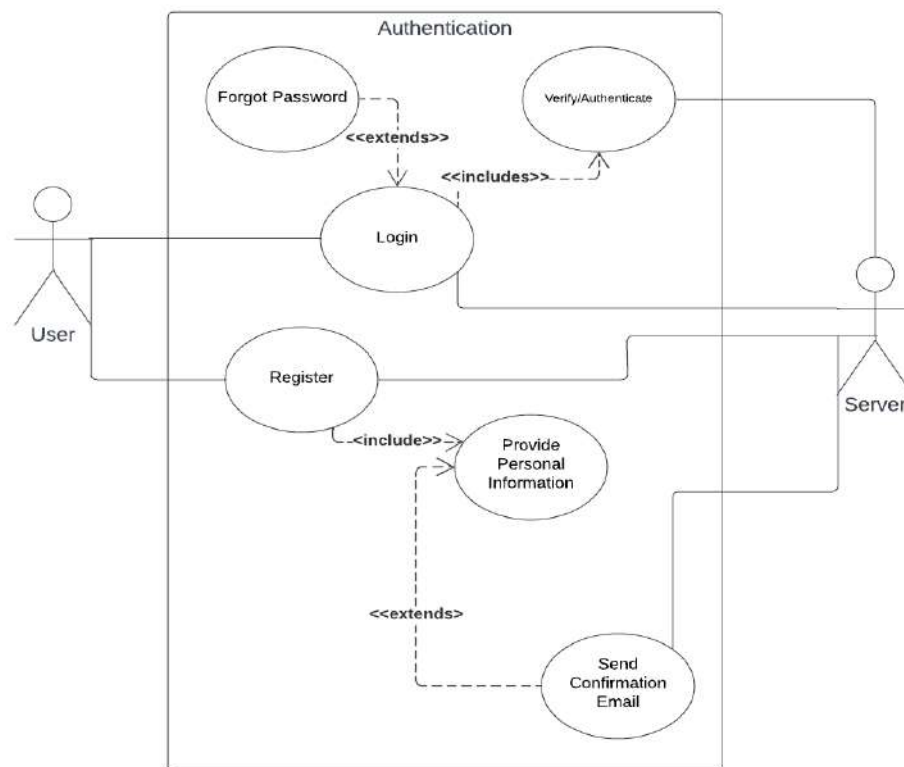 Authentication
Forgot Password
Verify/Authenticate
<<extends>>
<<includes>>
Login
User
Register
Server
<include>>
Provide
Personal
Information
<<extends>
Send
Confirmation
Email